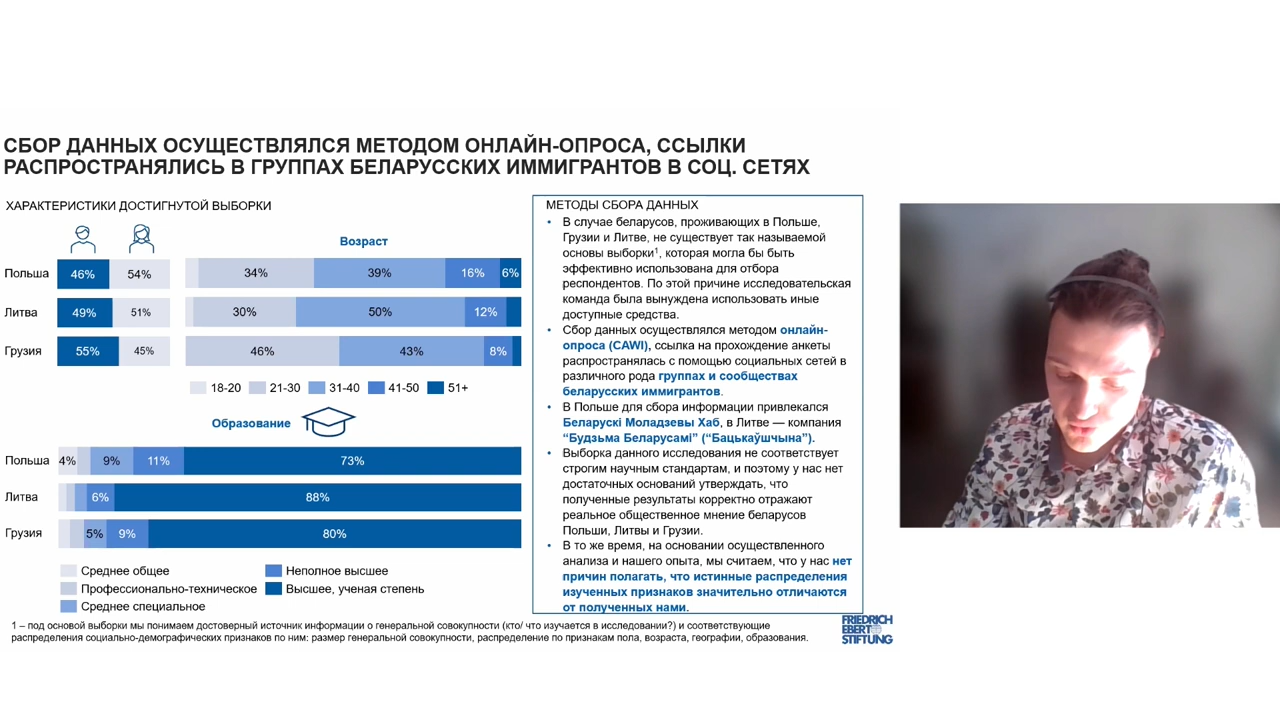 СБОР ДАННЫХ ОСУЩЕСТВЛЯЛСЯ МЕТОДОМ ОНЛАЙН-ОПРОСА, ССЫЛКИ
РАСПРОСТРАНЯЛИСЬ В ГРУППАХ БЕЛАРУССКИХ ИММИГРАНТОВ В СОЦ. СЕТЯХ
ХАРАКТЕРИСТИКИ ДОСТИГНУТОЙ ВЫБОРКИ
Возраст
Польша 46% 54% 34% 39% 16% 6%
Литва 49% 51% 30% 50% 12%
Грузия 55% 45% 46% 43% 8%
18-20 21-30 31-40 41-50 51+
Образование
Польша 4% 9% 11% 73%
Литва 6% 88%
Грузия 5% 9% 80%
Среднее общее
Профессионально-техническое
Среднее специальное
Неполное высшее
Высшее, ученая степень
МЕТОДЫ СБОРА ДАННЫХ
• В случае беларусов, проживающих в Польше,
Грузии и Литве, не существует так называемой
основы выборки¹, которая могла бы быть
эффективно использована для отбора
респондентов. По этой причине исследовательская
команда была вынуждена использовать иные
доступные средства.
• Сбор данных осуществлялся методом онлайн-
опроса (CAWI), ссылка на прохождение анкеты
распространялась с помощью социальных сетей в
различного рода группах и сообществах
беларусских иммигрантов.
• В Польше для сбора информации привлекался
Беларускі Моладзевы Хаб, в Литве — компания
“Будзьма Беларусамі” (“Бацькаўшчына”).
• Выборка данного исследования не соответствует
строгим научным стандартам, и поэтому у нас нет
достаточных оснований утверждать, что
полученные результаты корректно отражают
реальное общественное мнение беларусов
Польши, Литвы и Грузии.
• В то же время, на основании осуществленного
анализа и нашего опыта, мы считаем, что у нас нет
причин полагать, что истинные распределения
изученных признаков значительно отличаются
от полученных нами.
1 – под основой выборки мы понимаем достоверный источник информации о генеральной совокупности (кто/ что изучается в исследовании?) и соответствующие
распределения социально-демографических признаков по ним: размер генеральной совокупности, распределение по признакам пола, возраста, географии, образования.
FRIEDRICH
EBERT
STIFTUNG